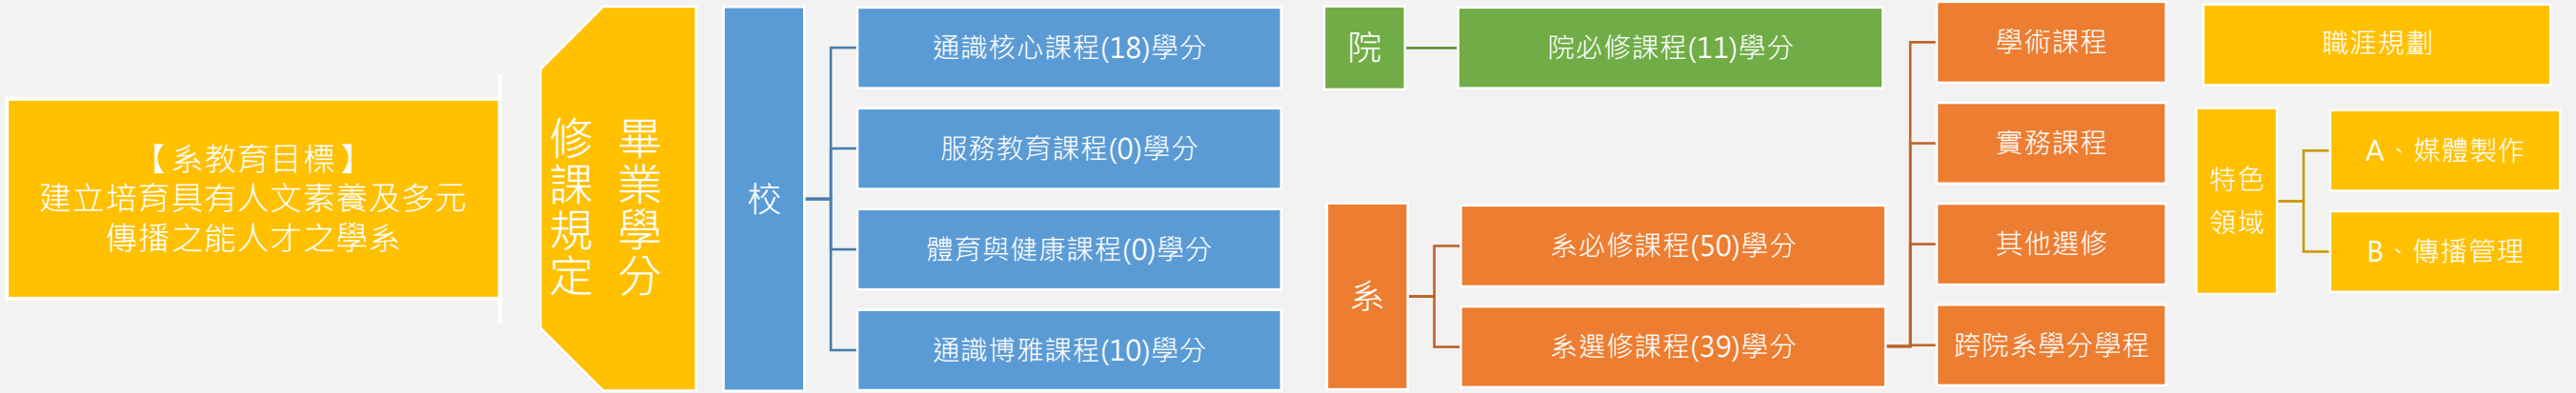 【系教育目標】
建立培育具有人文素養及多元
傳播之能人才之學系
畢業學分
修課規定
校
通識核心課程(18)學分
服務教育課程(0)學分
體育與健康課程(0)學分
通識博雅課程(10)學分
院
院必修課程(11)學分
系
系必修課程(50)學分
系選修課程(39)學分
學術課程
實務課程
其他選修
跨院系學分學程
職涯規劃
特色
領域
A、媒體製作
B、傳播管理